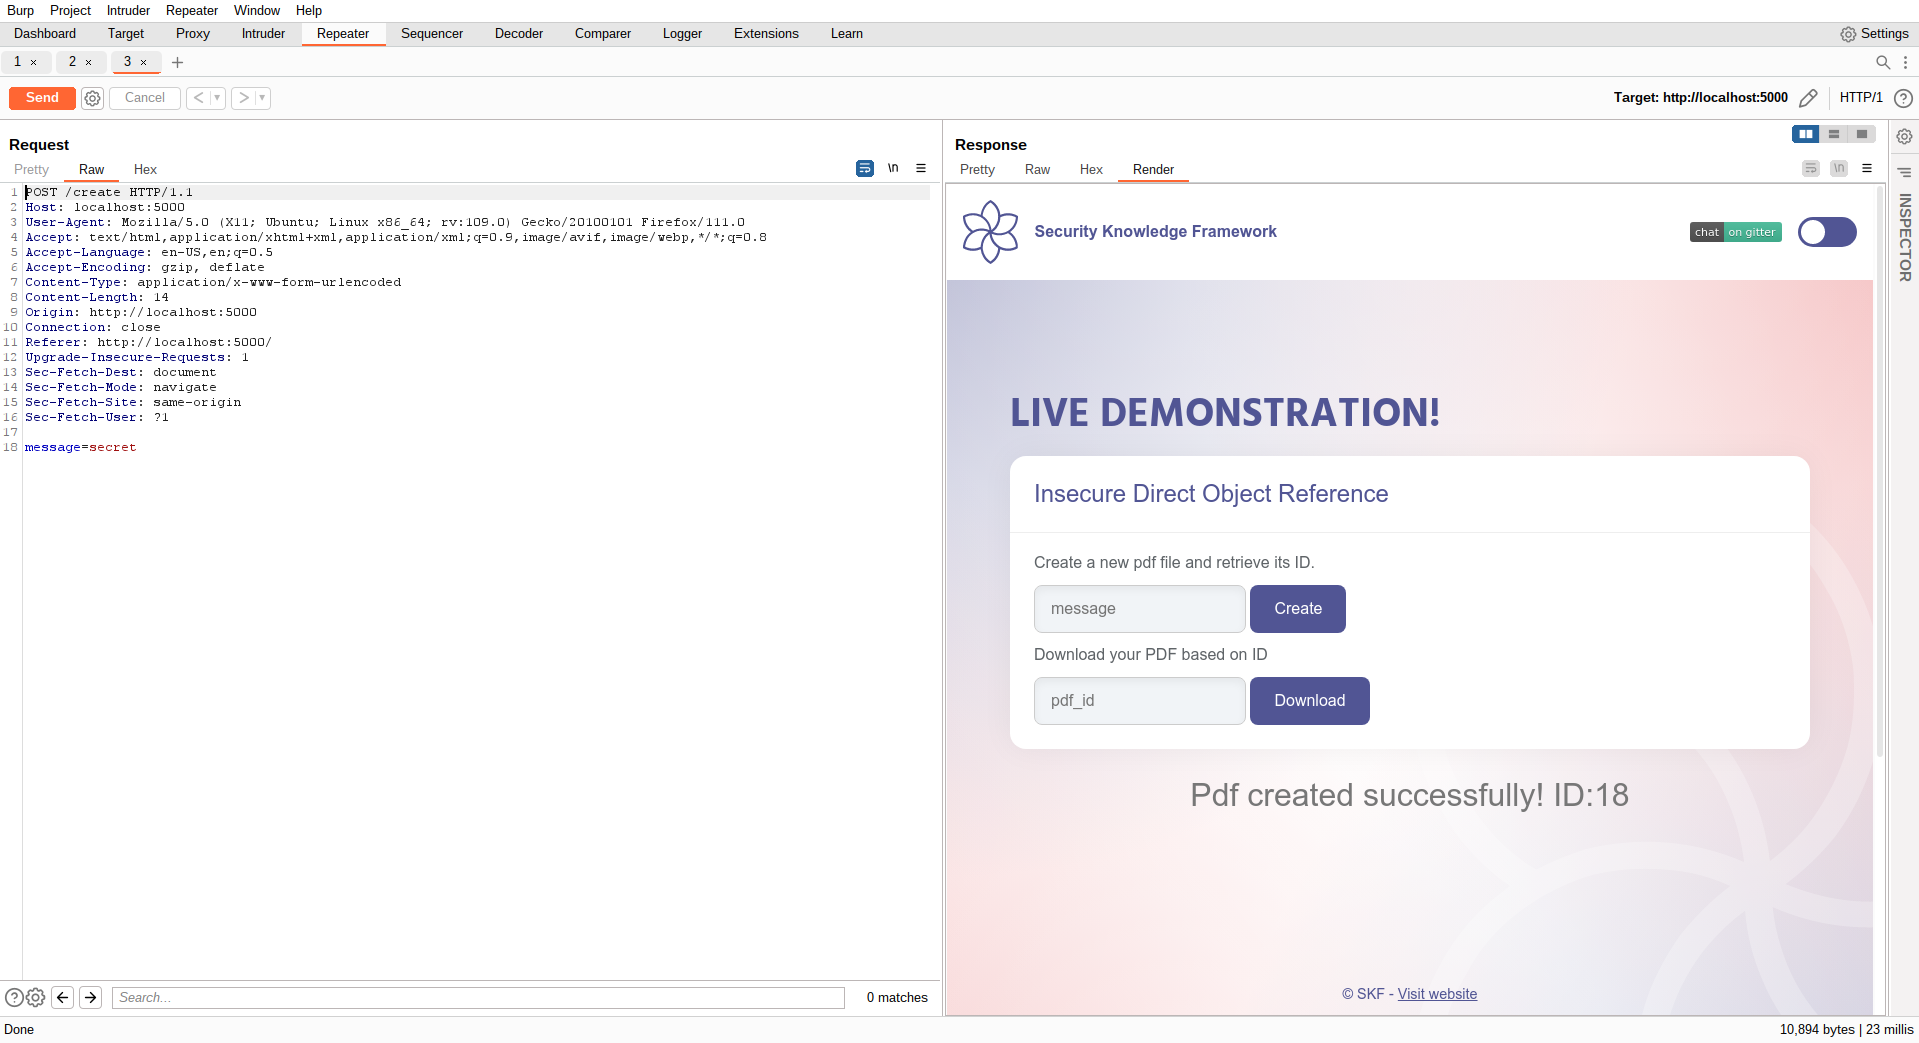 Burp Project Intruder Repeater Window Help
Dashboard Target Proxy Intruder Repeater Sequencer Decoder Comparer Logger Extensions Learn Settings
1 × 2 × 3 × +
Send Cancel < > Target: http://localhost:5000 HTTP/1 ?
Request
Pretty Raw Hex \n
1 POST /create HTTP/1.1
2 Host: localhost:5000
3 User-Agent: Mozilla/5.0 (X11; Ubuntu; Linux x86_64; rv:109.0) Gecko/20100101 Firefox/111.0
4 Accept: text/html,application/xhtml+xml,application/xml;q=0.9,image/avif,image/webp,*/*;q=0.8
5 Accept-Language: en-US,en;q=0.5
6 Accept-Encoding: gzip, deflate
7 Content-Type: application/x-www-form-urlencoded
8 Content-Length: 14
9 Origin: http://localhost:5000
10 Connection: close
11 Referer: http://localhost:5000/
12 Upgrade-Insecure-Requests: 1
13 Sec-Fetch-Dest: document
14 Sec-Fetch-Mode: navigate
15 Sec-Fetch-Site: same-origin
16 Sec-Fetch-User: ?1
17
18 message=secret
? Search... 0 matches
Response
Pretty Raw Hex Render \n
Security Knowledge Framework chat on gitter
LIVE DEMONSTRATION!
Insecure Direct Object Reference
Create a new pdf file and retrieve its ID.
message Create
Download your PDF based on ID
pdf_id Download
Pdf created successfully! ID:18
© SKF - Visit website
INSPECTOR
Done 10,894 bytes | 23 millis